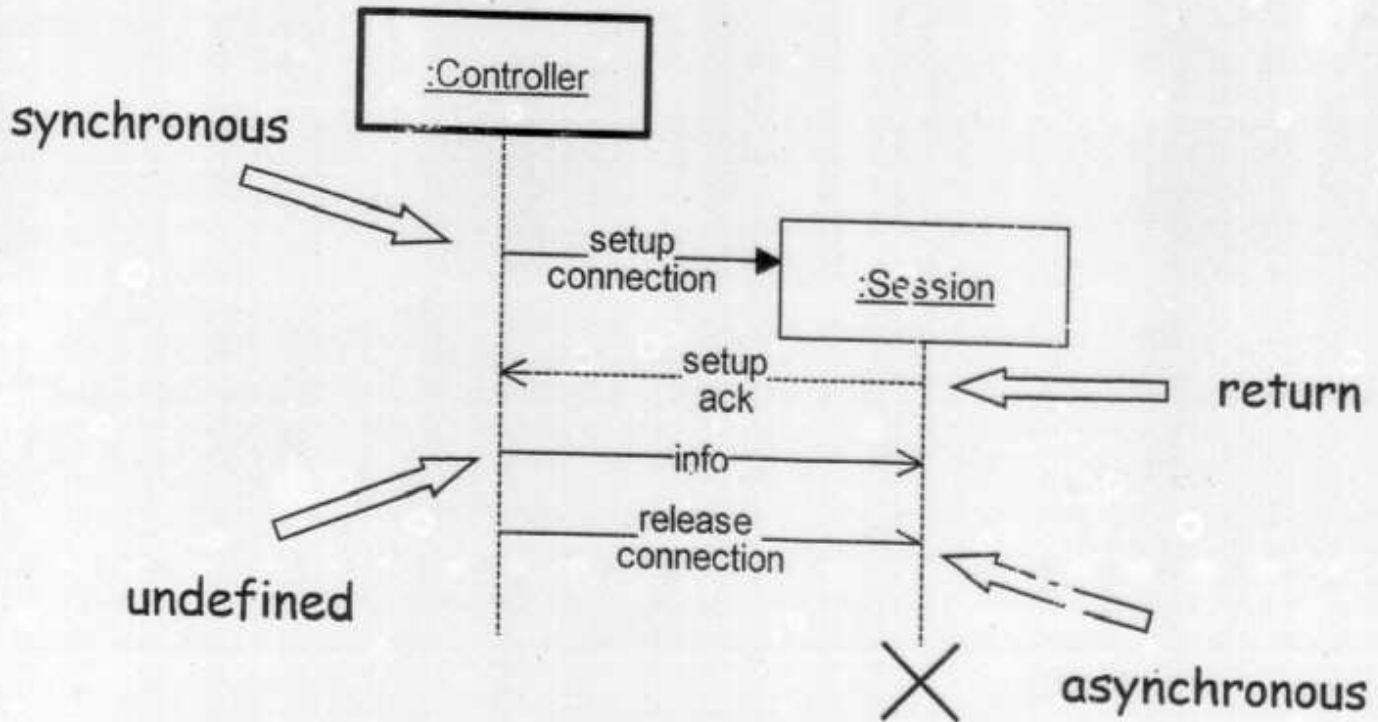 :Controller
synchronous
setup
connection
:Session
setup
ack
return
info
undefined
release
connection
asynchronous